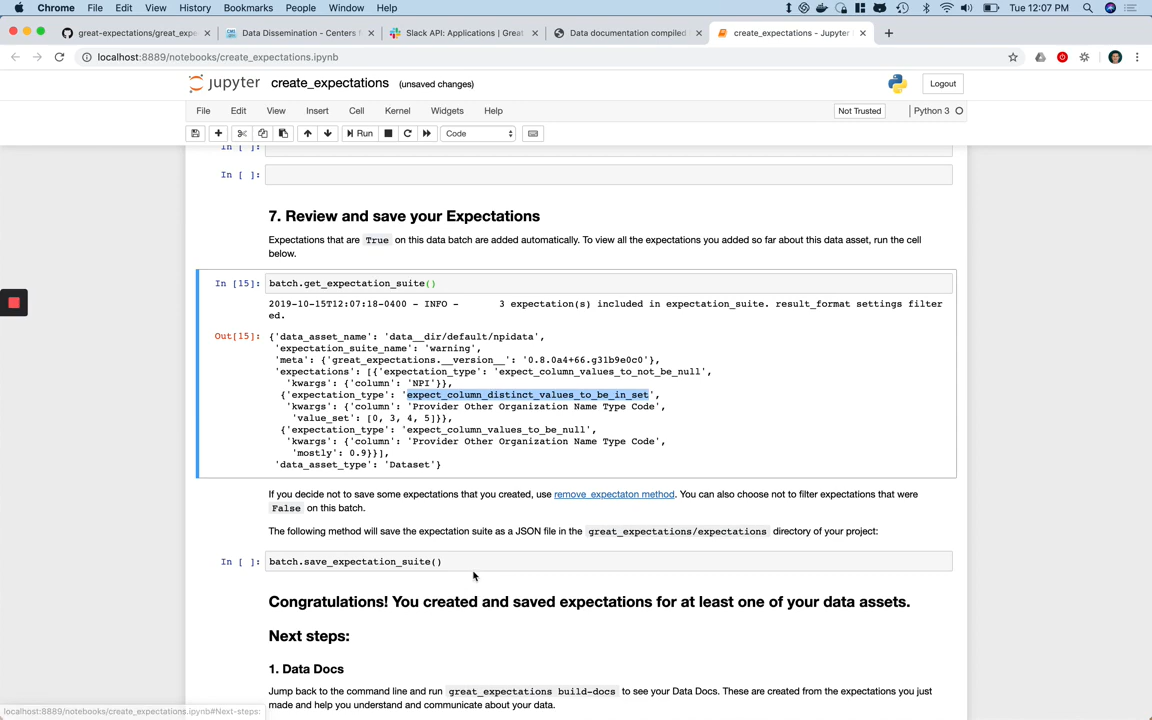 Chrome File Edit View History Bookmarks People Window Help Tue 12:07 PM
great-expectations/great_expe
Data Dissemination - Centers f
Slack API: Applications | Great
Data documentation compiled
create_expectations - Jupyter
localhost:8889/notebooks/create_expectations.ipynb
jupyter create_expectations (unsaved changes) Logout
File Edit View Insert Cell Kernel Widgets Help Not Trusted Python 3
Run Code
In [ ]:
In [ ]:
7. Review and save your Expectations
Expectations that are True on this data batch are added automatically. To view all the expectations you added so far about this data asset, run the cell
below.
In [15]: batch.get_expectation_suite()
2019-10-15T12:07:18-0400 - INFO - 3 expectation(s) included in expectation_suite. result_format settings filter
ed.
Out[15]: {'data_asset_name': 'data__dir/default/npidata',
'expectation_suite_name': 'warning',
'meta': {'great_expectations.__version__': '0.8.0a4+66.g31b9e0c0'},
'expectations': [{'expectation_type': 'expect_column_values_to_not_be_null',
'kwargs': {'column': 'NPI'}},
{'expectation_type': 'expect_column_distinct_values_to_be_in_set',
'kwargs': {'column': 'Provider Other Organization Name Type Code',
'value_set': [0, 3, 4, 5]}},
{'expectation_type': 'expect_column_values_to_be_null',
'kwargs': {'column': 'Provider Other Organization Name Type Code',
'mostly': 0.9}}],
'data_asset_type': 'Dataset'}
If you decide not to save some expectations that you created, use remove_expectaton method. You can also choose not to filter expectations that were
False on this batch.
The following method will save the expectation suite as a JSON file in the great_expectations/expectations directory of your project:
In [ ]: batch.save_expectation_suite()
Congratulations! You created and saved expectations for at least one of your data assets.
Next steps:
1. Data Docs
Jump back to the command line and run great_expectations build-docs to see your Data Docs. These are created from the expectations you just
made and help you understand and communicate about your data.
localhost:8889/notebooks/create_expectations.ipynb#Next-steps: